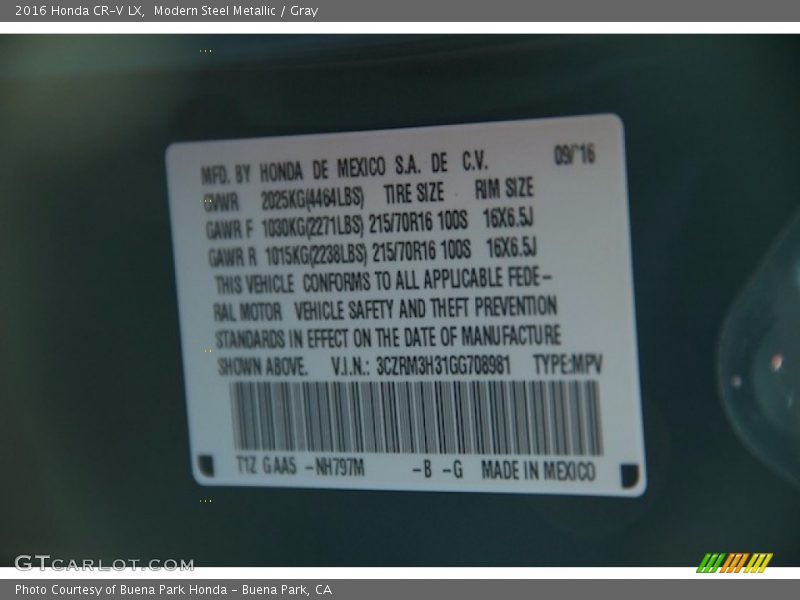 2016 Honda CR-V LX,  Modern Steel Metallic / Gray
MFD. BY HONDA DE MEXICO S.A. DE C.V. 09/'16
GVWR 2025KG(4464LBS) TIRE SIZE RIM SIZE
GAWR F 1030KG(2271LBS) 215/70R16 100S 16X6.5J
GAWR R 1015KG(2238LBS) 215/70R16 100S 16X6.5J
THIS VEHICLE CONFORMS TO ALL APPLICABLE FEDE-
RAL MOTOR VEHICLE SAFETY AND THEFT PREVENTION
STANDARDS IN EFFECT ON THE DATE OF MANUFACTURE
SHOWN ABOVE. V.I.N.: 3CZRM3H31GG708981 TYPE:MPV
T1Z GAA5 -NH797M -B -G MADE IN MEXICO
GTCARLOT.COM
Photo Courtesy of Buena Park Honda - Buena Park, CA